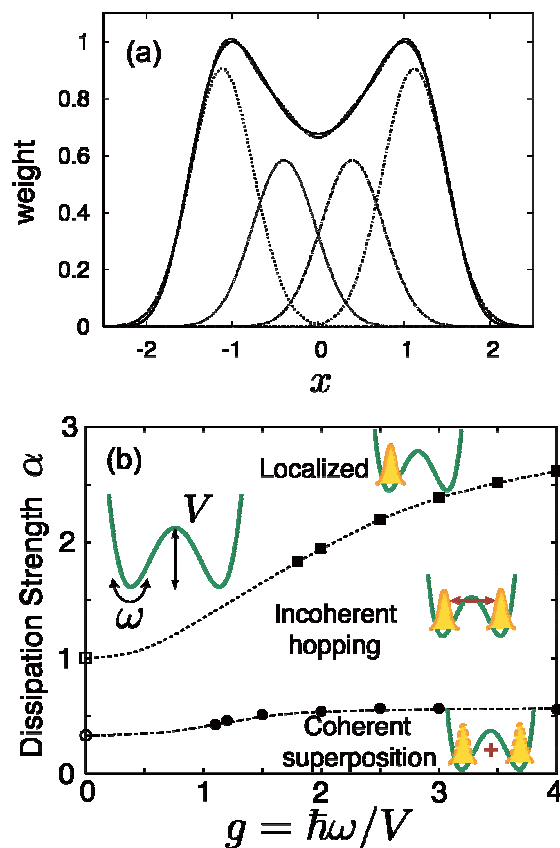 (a)
weight
1
0.8
0.6
0.4
0.2
0
-2 -1 0 1 2
x
(b)
Dissipation Strength α
3
2
1
0
Localized
V
ω
Incoherent
hopping
Coherent
superposition
+
0 1 2 3 4
g = ℏω/V